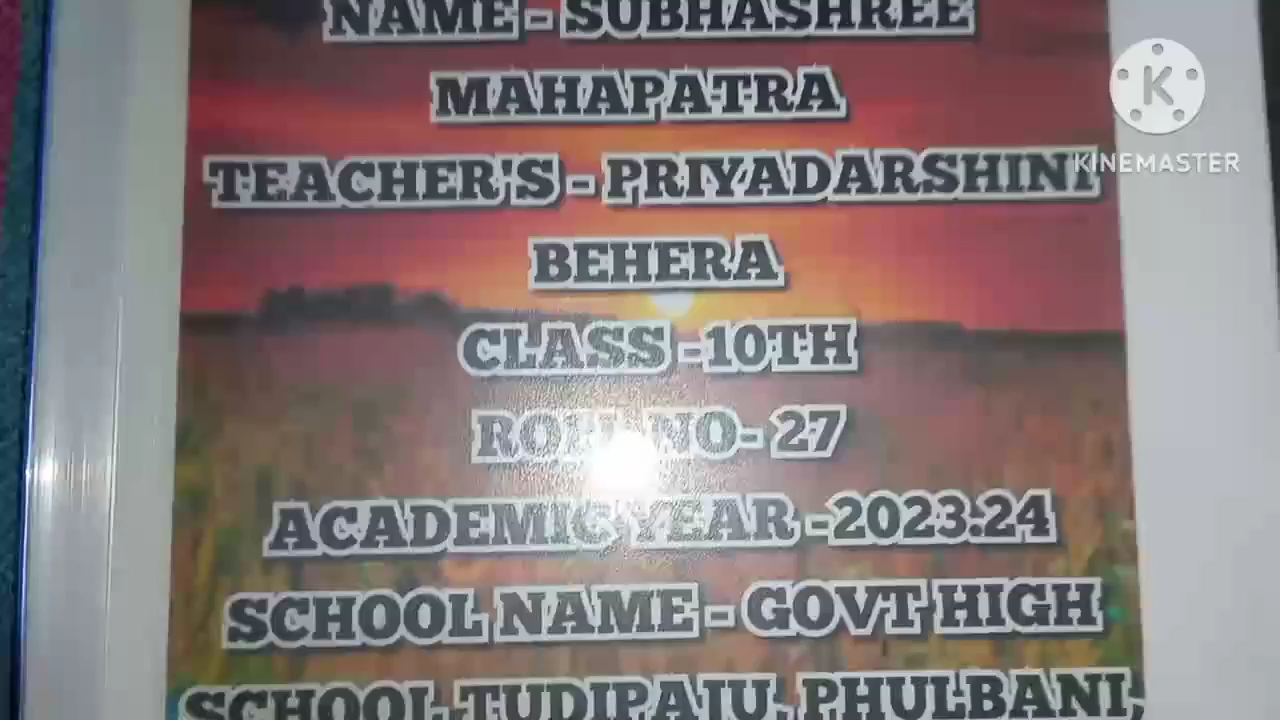 NAME - SUBHASHREE
MAHAPATRA
TEACHER'S - PRIYADARSHINI
BEHERA
CLASS -10TH
ROLL NO- 27
ACADEMIC YEAR -2023.24
SCHOOL NAME - GOVT HIGH
SCHOOL, TUDIPAJU, PHULBANI,
K
KINEMASTER